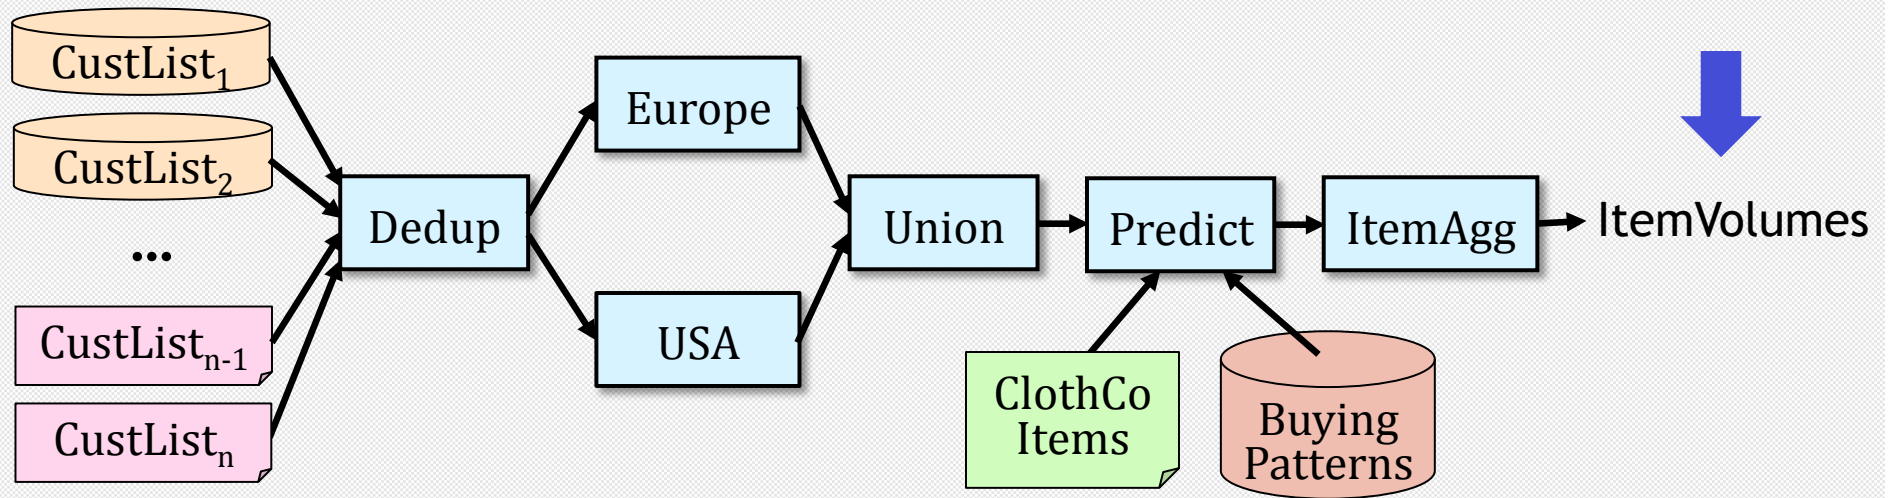 CustList₁
CustList₂
...
CustListₙ₋₁
CustListₙ
Dedup
Europe
USA
Union
Predict
ItemAgg
ItemVolumes
ClothCo
Items
Buying
Patterns